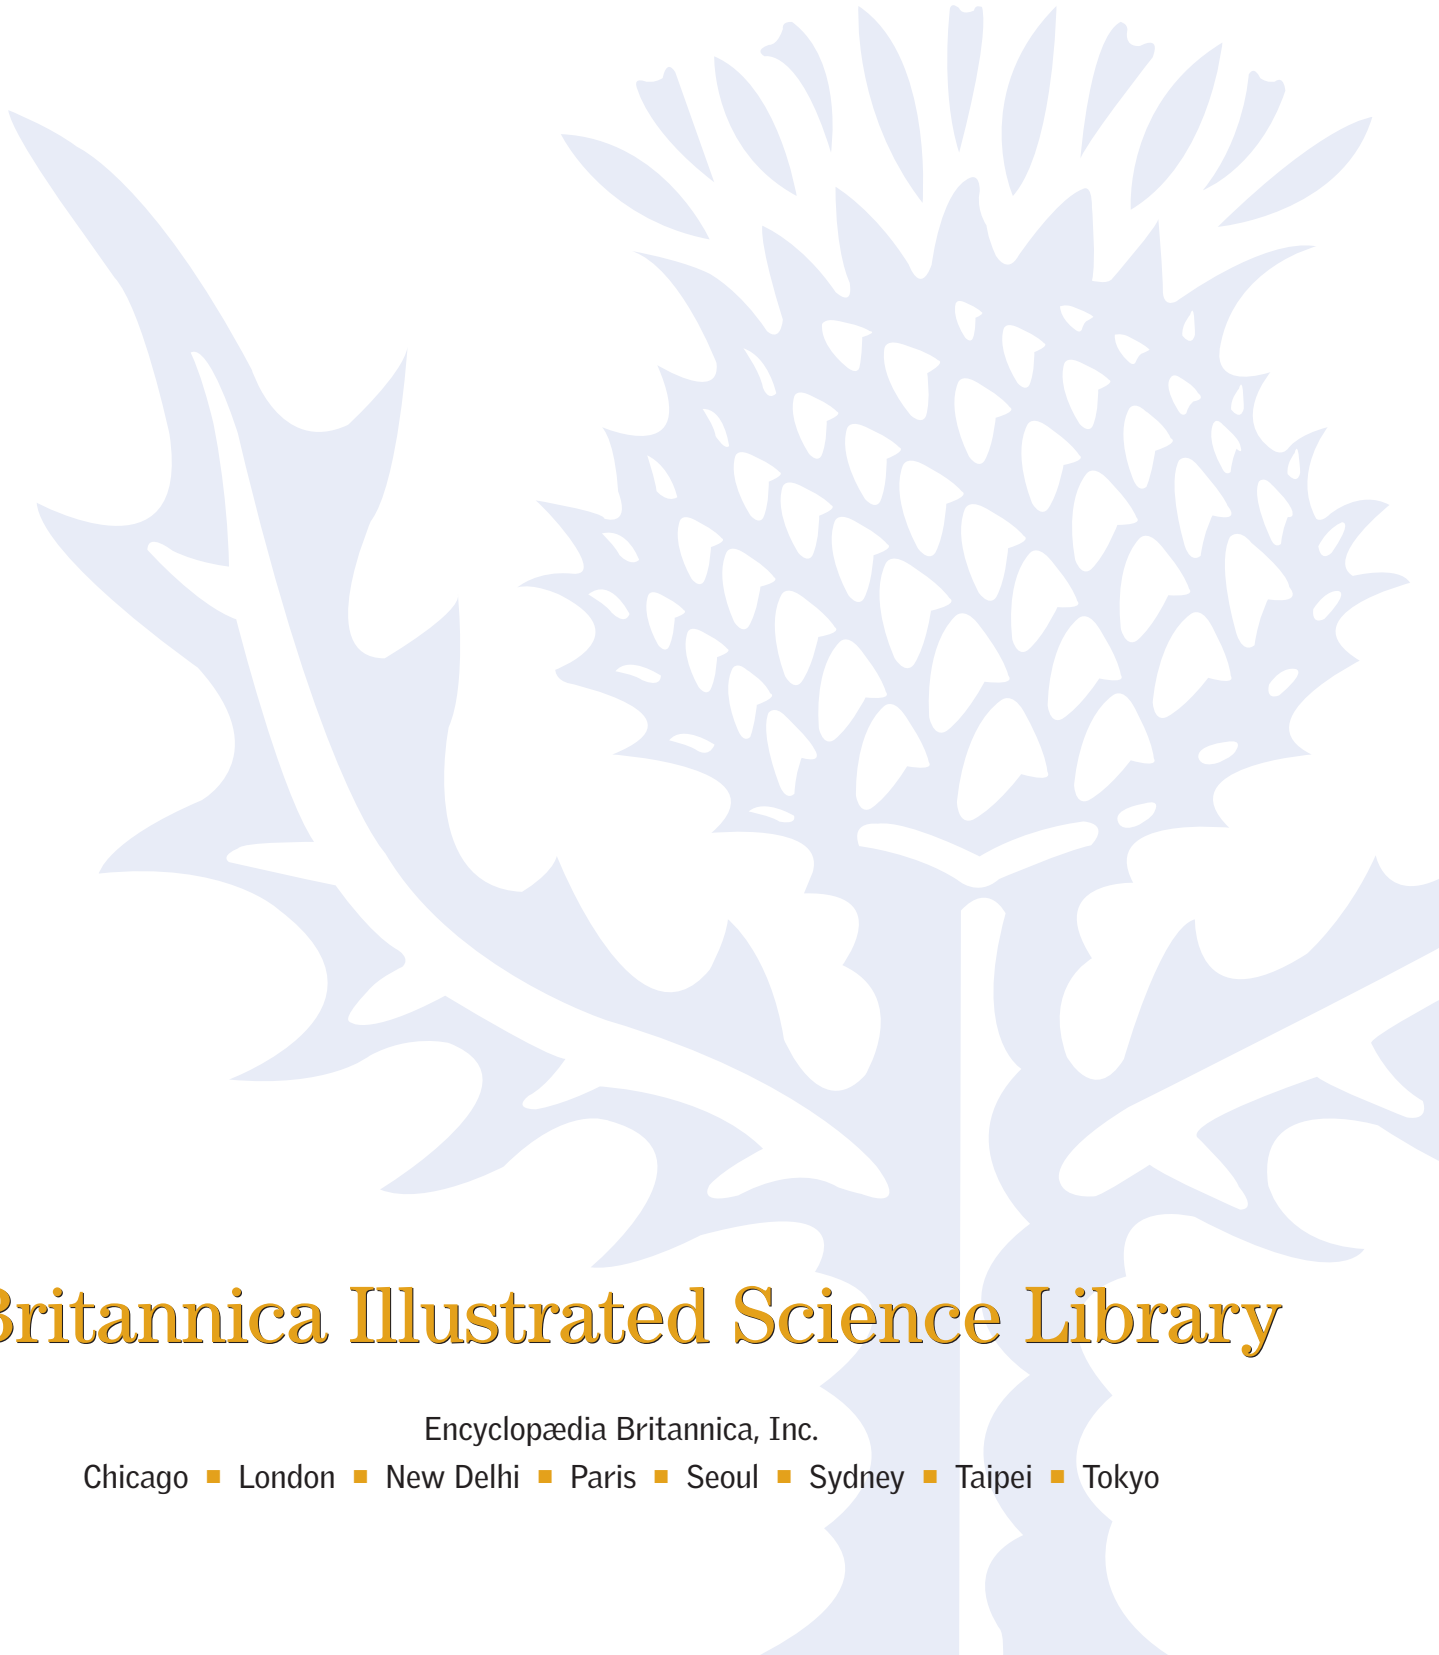 Britannica Illustrated Science Library
Encyclopædia Britannica, Inc.
Chicago ■ London ■ New Delhi ■ Paris ■ Seoul ■ Sydney ■ Taipei ■ Tokyo